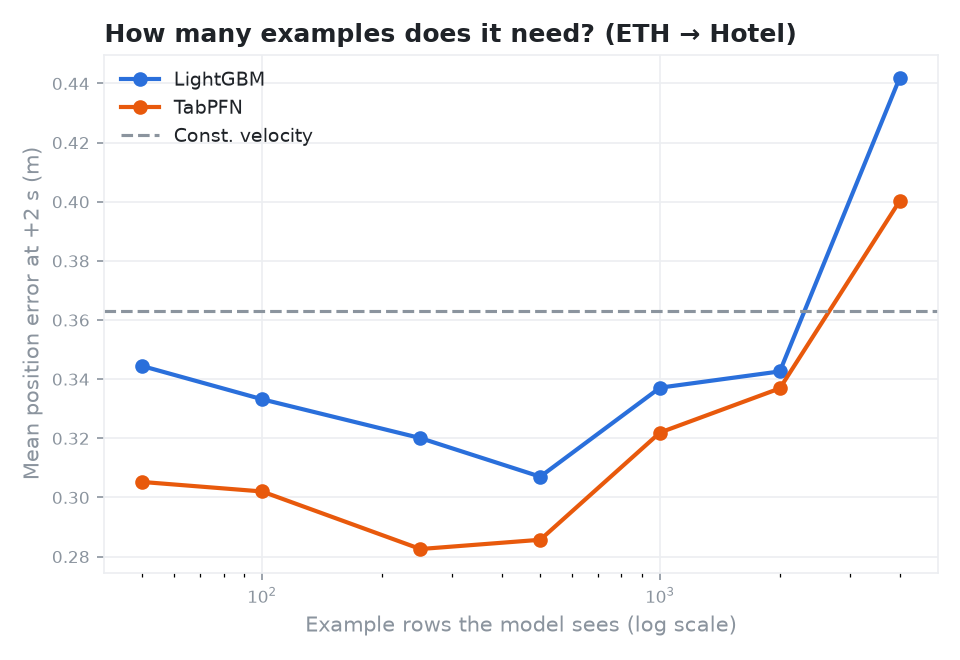 How many examples does it need? (ETH → Hotel)
LightGBM
TabPFN
Const. velocity
Mean position error at +2 s (m)
0.44
0.42
0.40
0.38
0.36
0.34
0.32
0.30
0.28
10²
10³
Example rows the model sees (log scale)